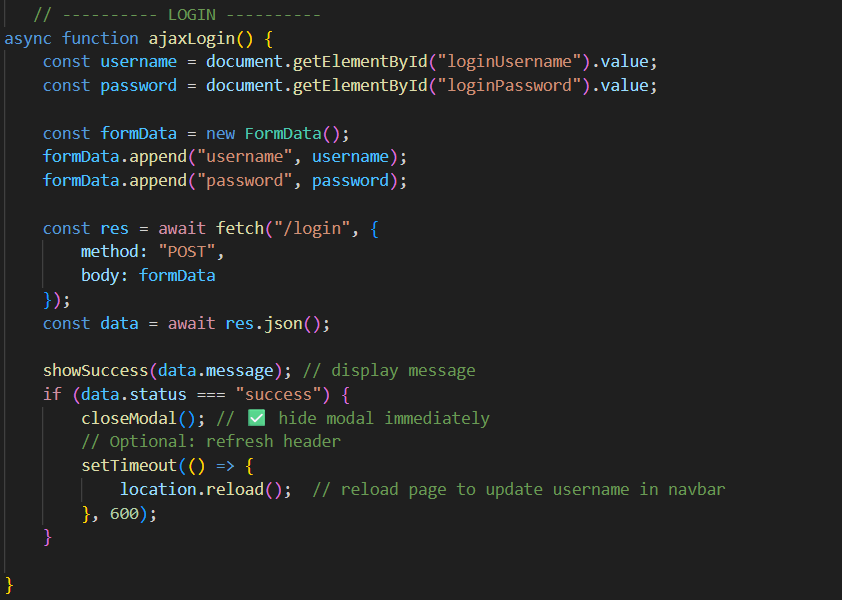 // ---------- LOGIN ----------
async function ajaxLogin() {
    const username = document.getElementById("loginUsername").value;
    const password = document.getElementById("loginPassword").value;

    const formData = new FormData();
    formData.append("username", username);
    formData.append("password", password);

    const res = await fetch("/login", {
        method: "POST",
        body: formData
    });
    const data = await res.json();

    showSuccess(data.message); // display message
    if (data.status === "success") {
        closeModal(); // ✅ hide modal immediately
        // Optional: refresh header
        setTimeout(() => {
            location.reload();  // reload page to update username in navbar
        }, 600);
    }

}